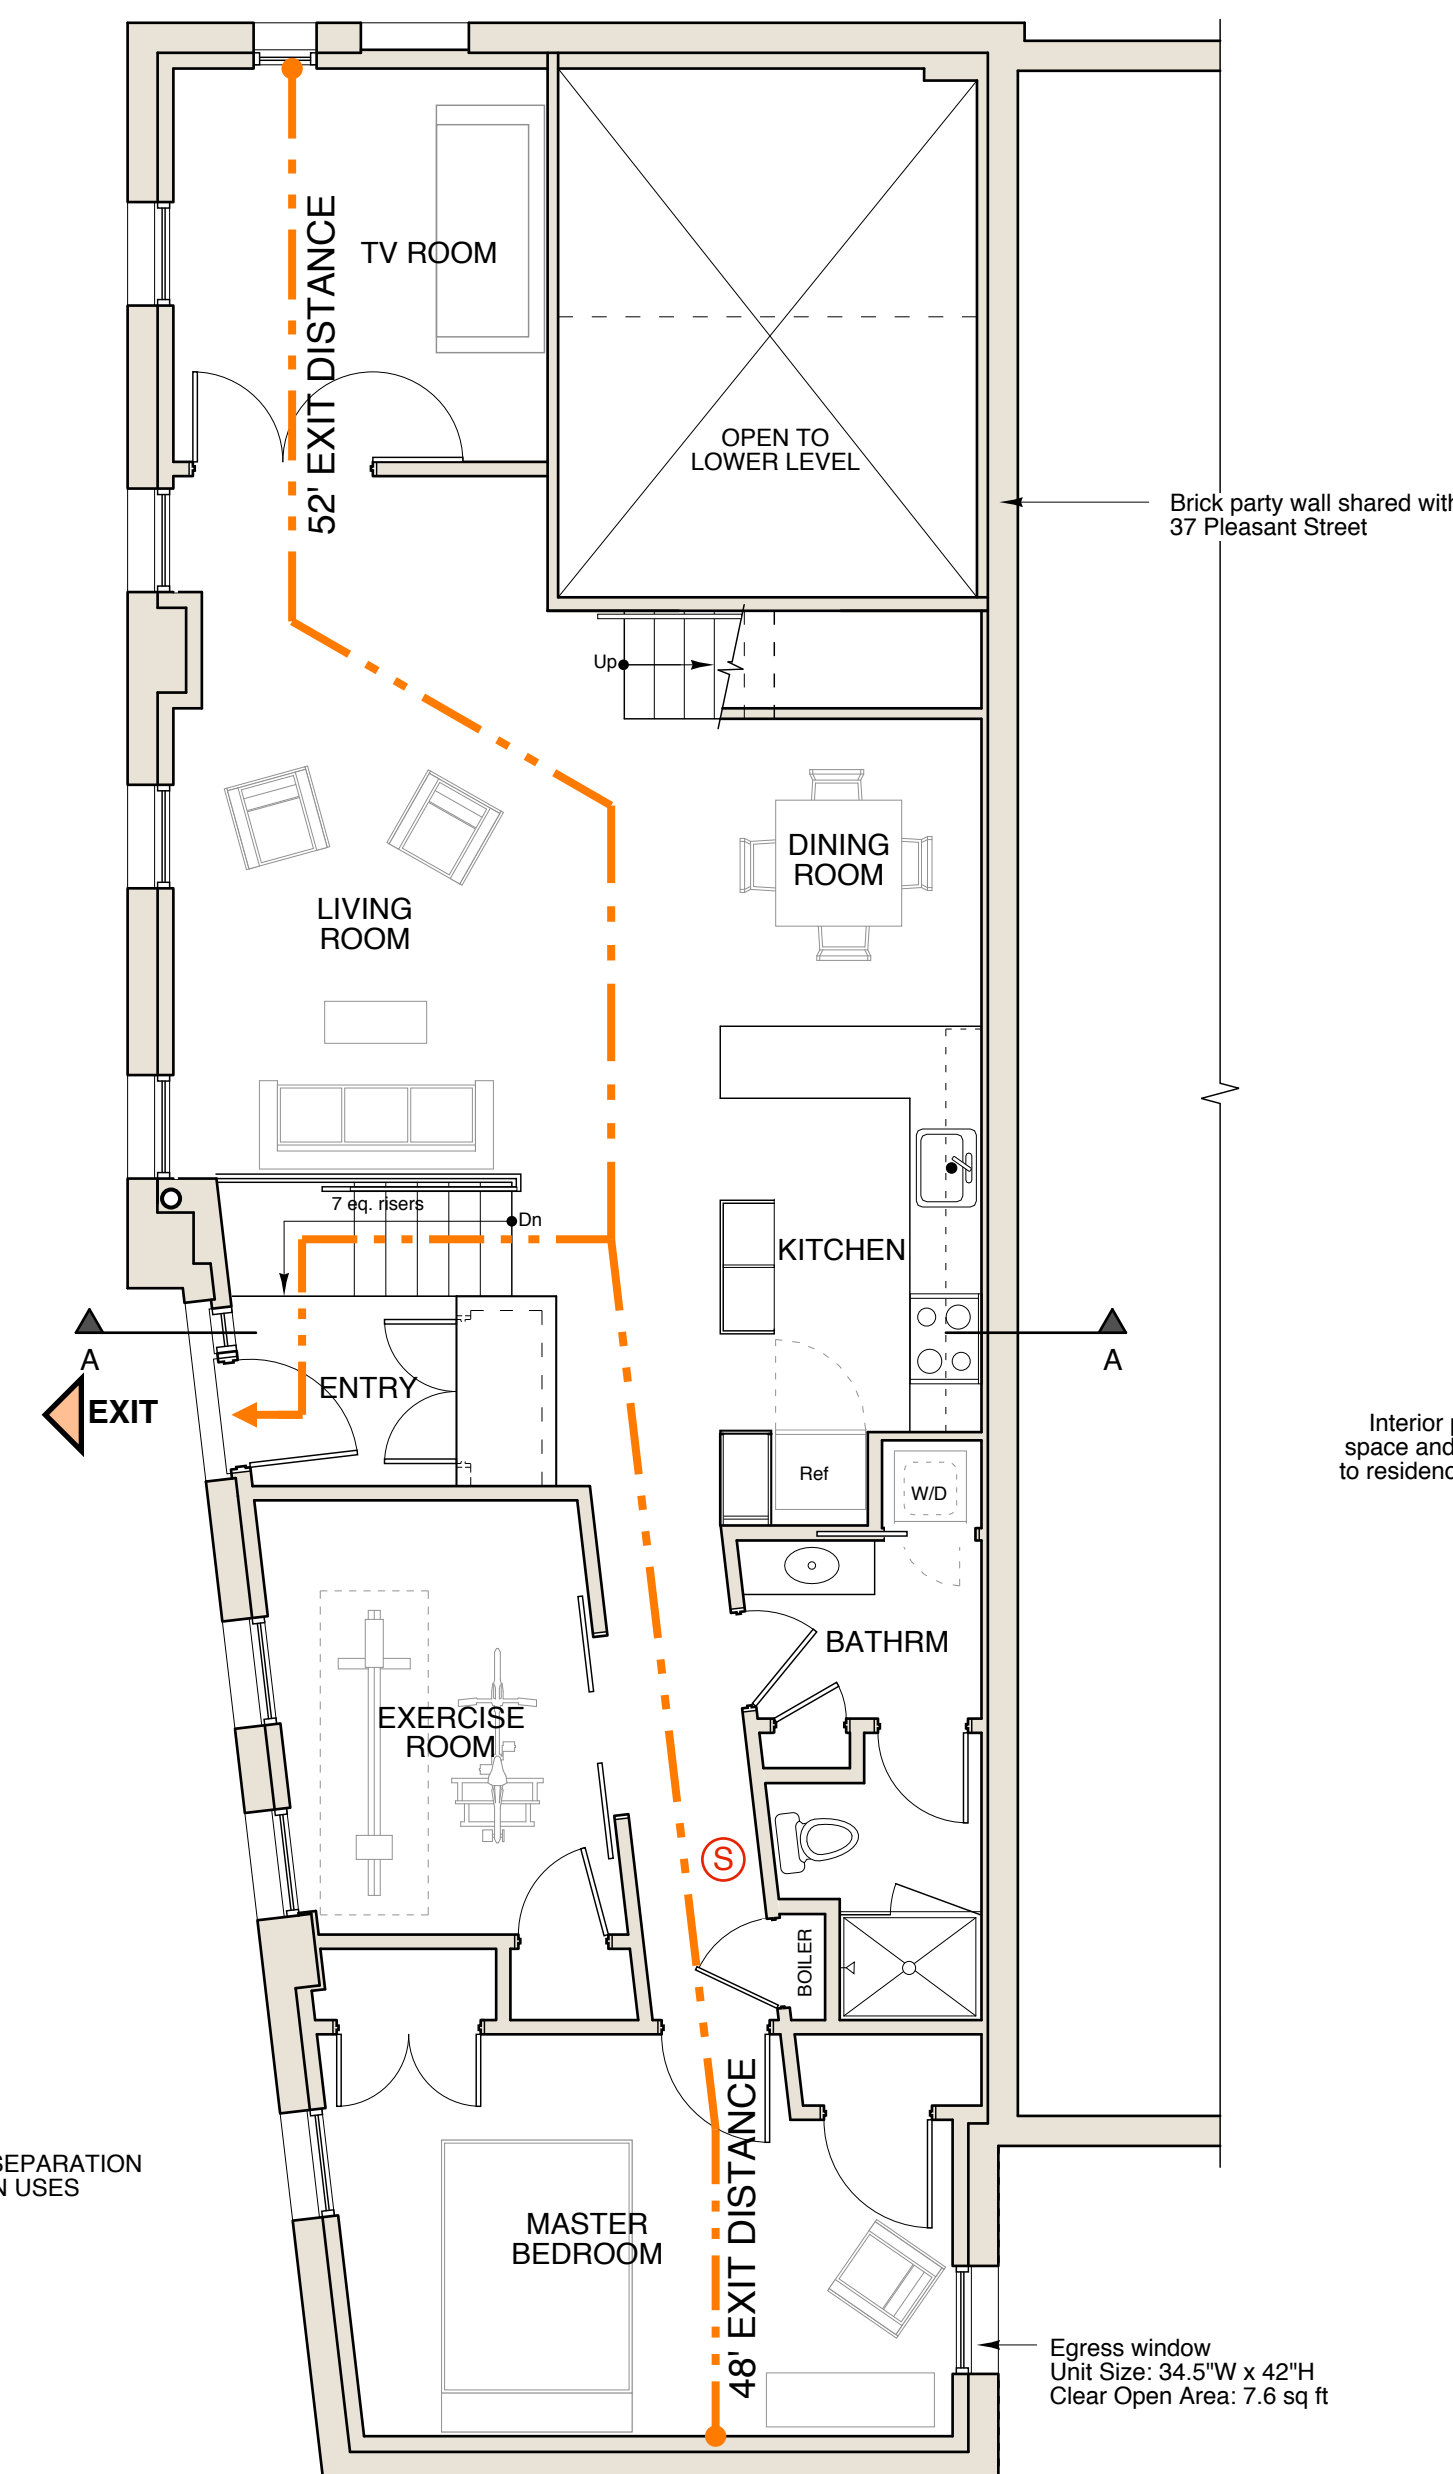 52' EXIT DISTANCE
TV ROOM
OPEN TO
LOWER LEVEL
Brick party wall shared with
37 Pleasant Street
Up
DINING
ROOM
LIVING
ROOM
7 eq. risers
Dn
KITCHEN
A
A
ENTRY
EXIT
Interior
space and
to residenc
Ref
W/D
BATHRM
EXERCISE
ROOM
S
BOILER
SEPARATION
N USES
48' EXIT DISTANCE
MASTER
BEDROOM
Egress window
Unit Size: 34.5"W x 42"H
Clear Open Area: 7.6 sq ft